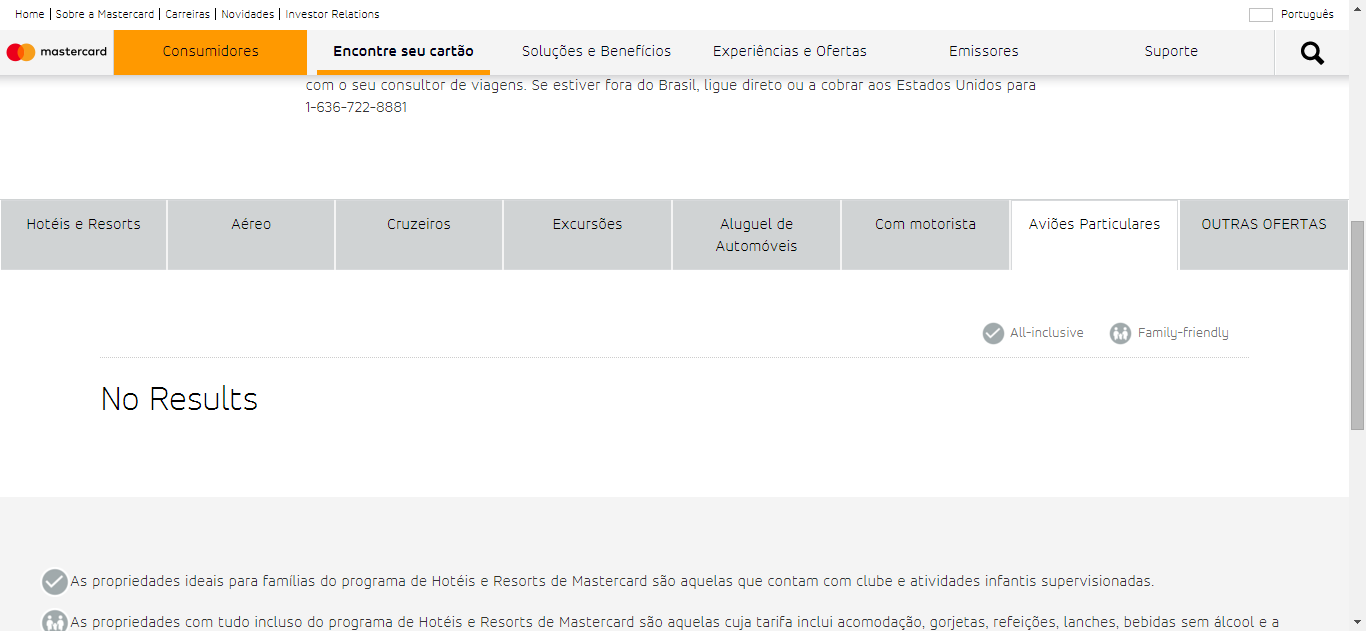 Home | Sobre a Mastercard | Carreiras | Novidades | Investor Relations
Português
mastercard
Consumidores
Encontre seu cartão
Soluções e Benefícios
Experiências e Ofertas
Emissores
Suporte
com o seu consultor de viagens. Se estiver fora do Brasil, ligue direto ou a cobrar aos Estados Unidos para
1-636-722-8881
Hotéis e Resorts
Aéreo
Cruzeiros
Excursões
Aluguel de
Automóveis
Com motorista
Aviões Particulares
OUTRAS OFERTAS
All-inclusive
Family-friendly
No Results
As propriedades ideais para famílias do programa de Hotéis e Resorts de Mastercard são aquelas que contam com clube e atividades infantis supervisionadas.
As propriedades com tudo incluso do programa de Hotéis e Resorts de Mastercard são aquelas cuja tarifa inclui acomodação, gorjetas, refeições, lanches, bebidas sem álcool e a